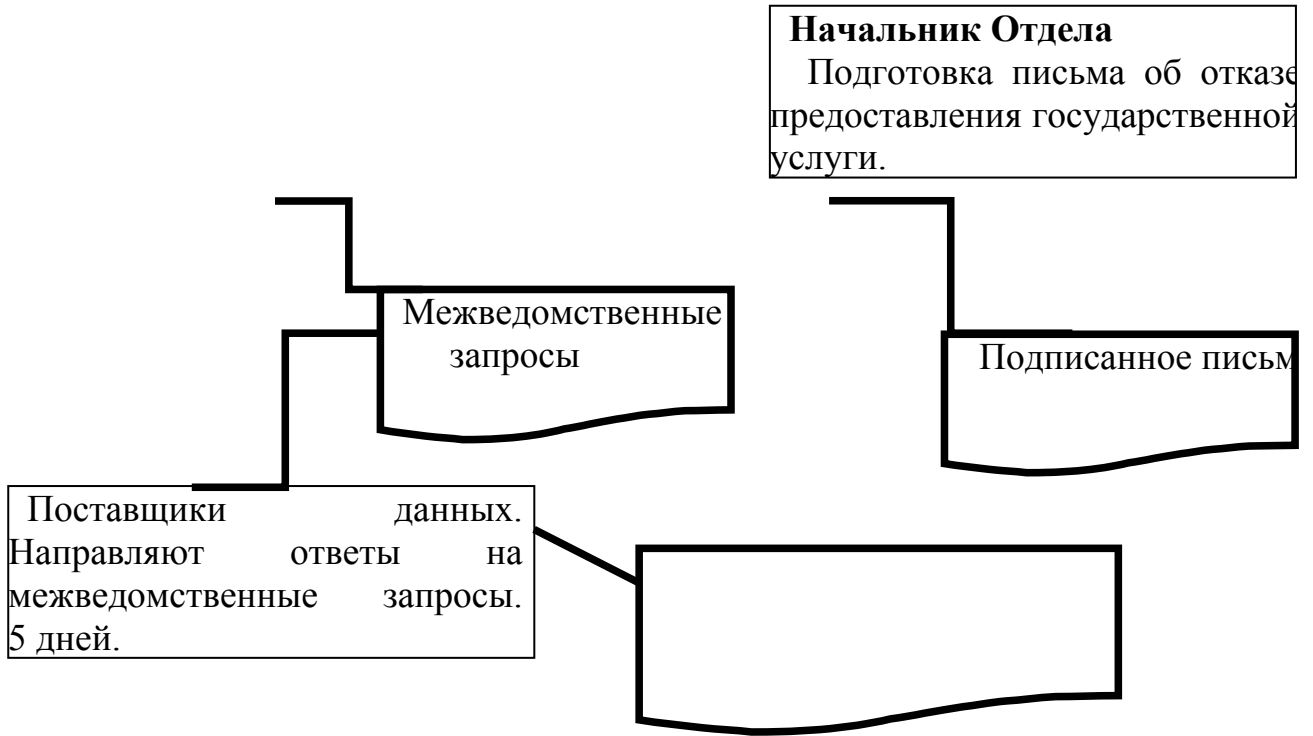 Начальник Отдела
Подготовка письма об отказе
предоставления государственной
услуги.
Межведомственные
запросы
Подписанное письм
Поставщики данных.
Направляют ответы на
межведомственные запросы.
5 дней.